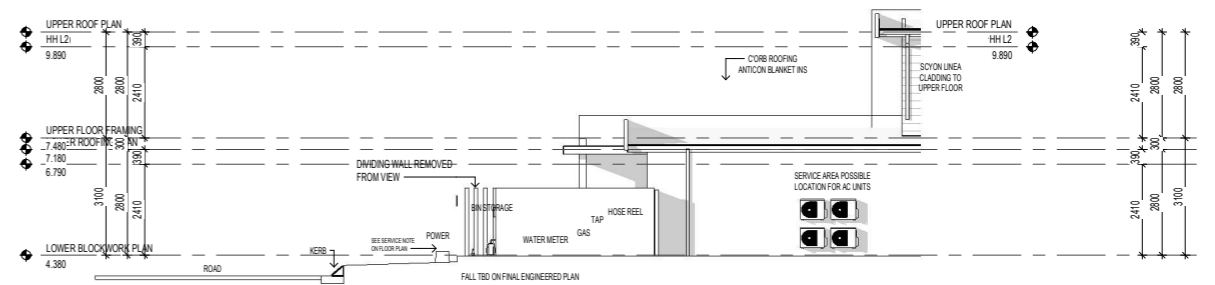 UPPER ROOF PLAN
HH L2
9.890
390
2800
2800
2410
UPPER FLOOR FRAMING
7.480
7.180
6.790
300
390
3100
2800
2410
LOWER BLOCKWORK PLAN
4.380
ROAD
KERB
SEE SERVICE NOTE
ON FLOOR PLAN
POWER
DIVIDING WALL REMOVED
FROM VIEW
BIN STORAGE
WATER METER
GAS
TAP
HOSE REEL
FALL TBD ON FINAL ENGINEERED PLAN
C'ORB ROOFING
ANTICON BLANKET INS
SERVICE AREA POSSIBLE
LOCATION FOR AC UNITS
SCYON LINEA
CLADDING TO
UPPER FLOOR
UPPER ROOF PLAN
HH L2
9.890
390
2410
2800
2800
300
390
2410
2800
3100